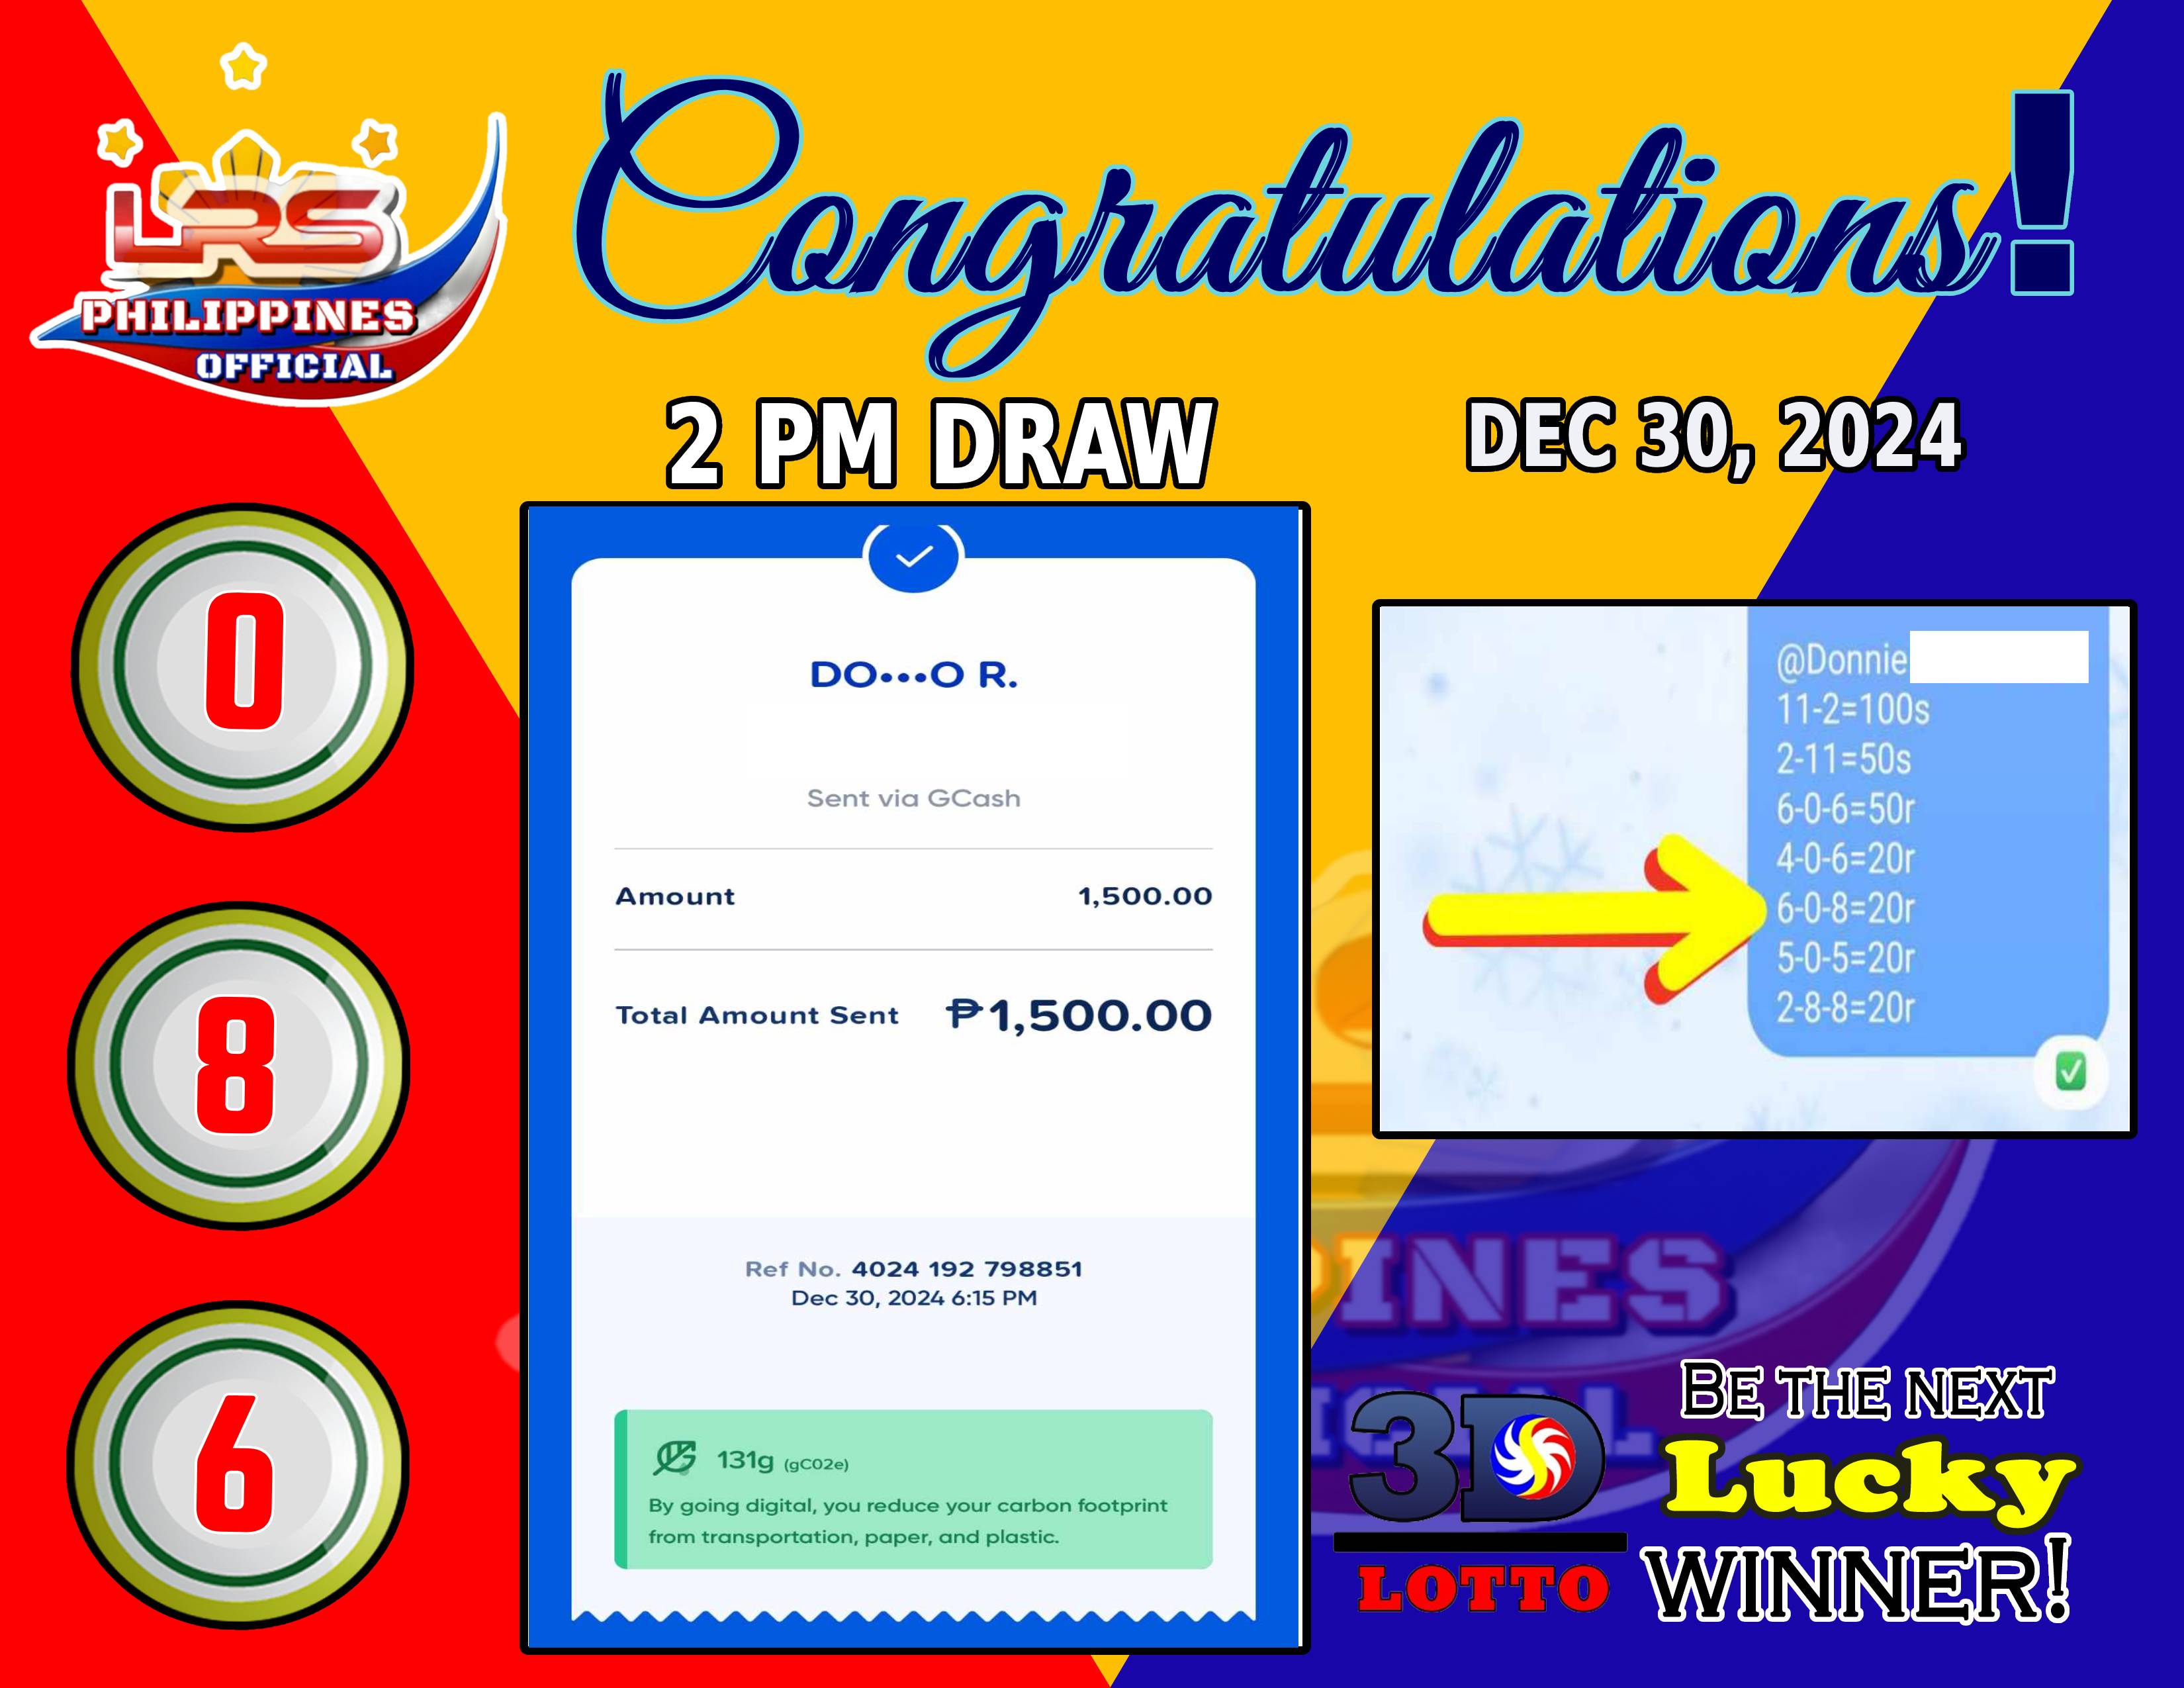 LRS
PHILIPPINES
OFFICIAL
Congratulations!
2 PM DRAW
DEC 30, 2024
0
8
6
DO•••O R.
Sent via GCash
Amount 1,500.00
Total Amount Sent ₱1,500.00
Ref No. 4024 192 798851
Dec 30, 2024 6:15 PM
131g (gC02e)
By going digital, you reduce your carbon footprint
from transportation, paper, and plastic.
@Donnie
11-2=100s
2-11=50s
6-0-6=50r
4-0-6=20r
6-0-8=20r
5-0-5=20r
2-8-8=20r
PINES
3D
LOTTO
BE THE NEXT
Lucky
WINNER!